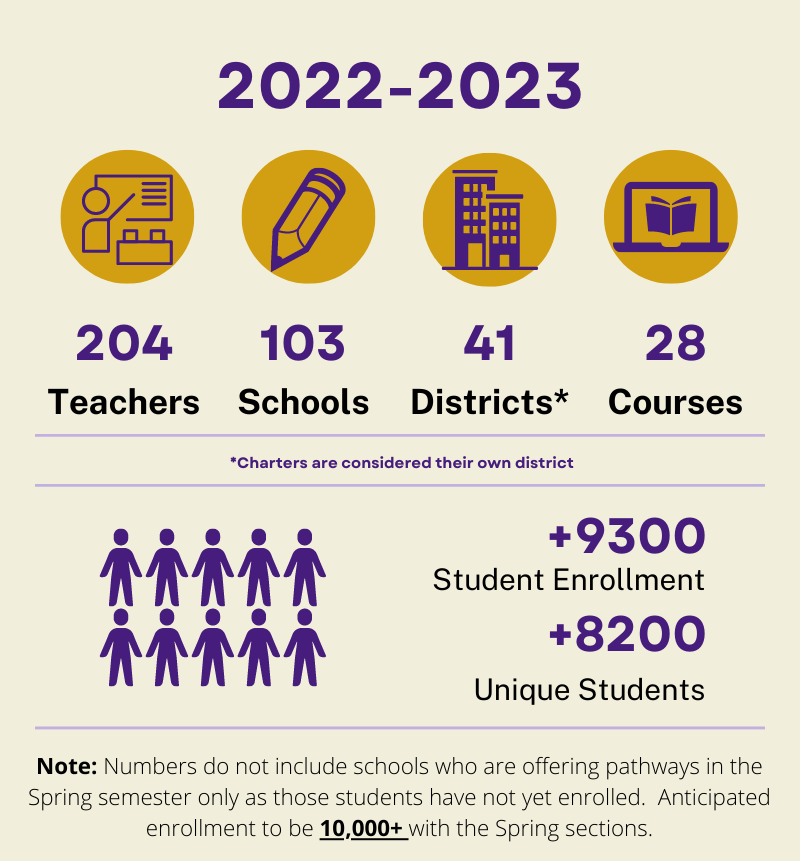 2022-2023
204 103 41 28
Teachers Schools Districts* Courses
*Charters are considered their own district
+9300
Student Enrollment
+8200
Unique Students
Note: Numbers do not include schools who are offering pathways in the
Spring semester only as those students have not yet enrolled. Anticipated
enrollment to be 10,000+ with the Spring sections.